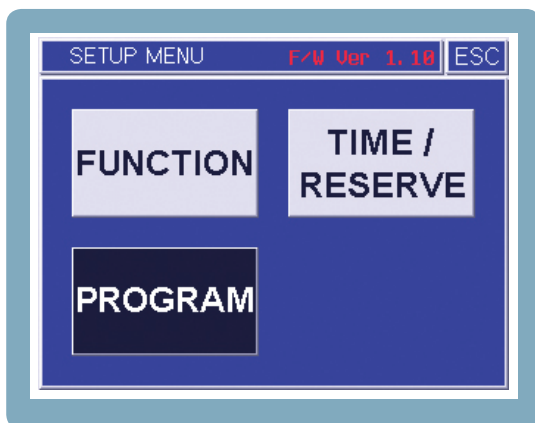 SETUP MENU F/W Ver 1.10 ESC
FUNCTION
TIME /
RESERVE
PROGRAM